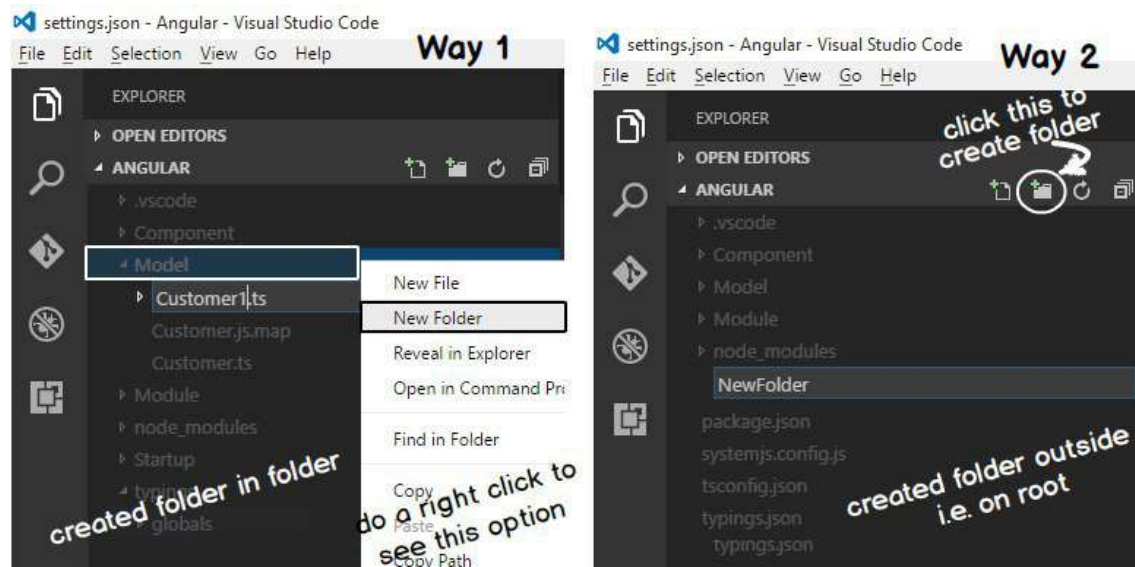 settings.json - Angular - Visual Studio Code
File Edit Selection View Go Help
Way 1
EXPLORER
OPEN EDITORS
ANGULAR
.vscode
Component
Model
Customer1.ts
Customer.js.map
Customer.ts
Module
node_modules
Startup
typings
globals
created folder in folder
New File
New Folder
Reveal in Explorer
Open in Command Pro
Find in Folder
Copy
Paste
Copy Path
do a right click to
see this option
settings.json - Angular - Visual Studio Code
File Edit Selection View Go Help
Way 2
click this to
create folder
EXPLORER
OPEN EDITORS
ANGULAR
.vscode
Component
Model
Module
node_modules
NewFolder
package.json
systemjs.config.js
tsconfig.json
typings.json
typings.json
created folder outside
i.e. on root